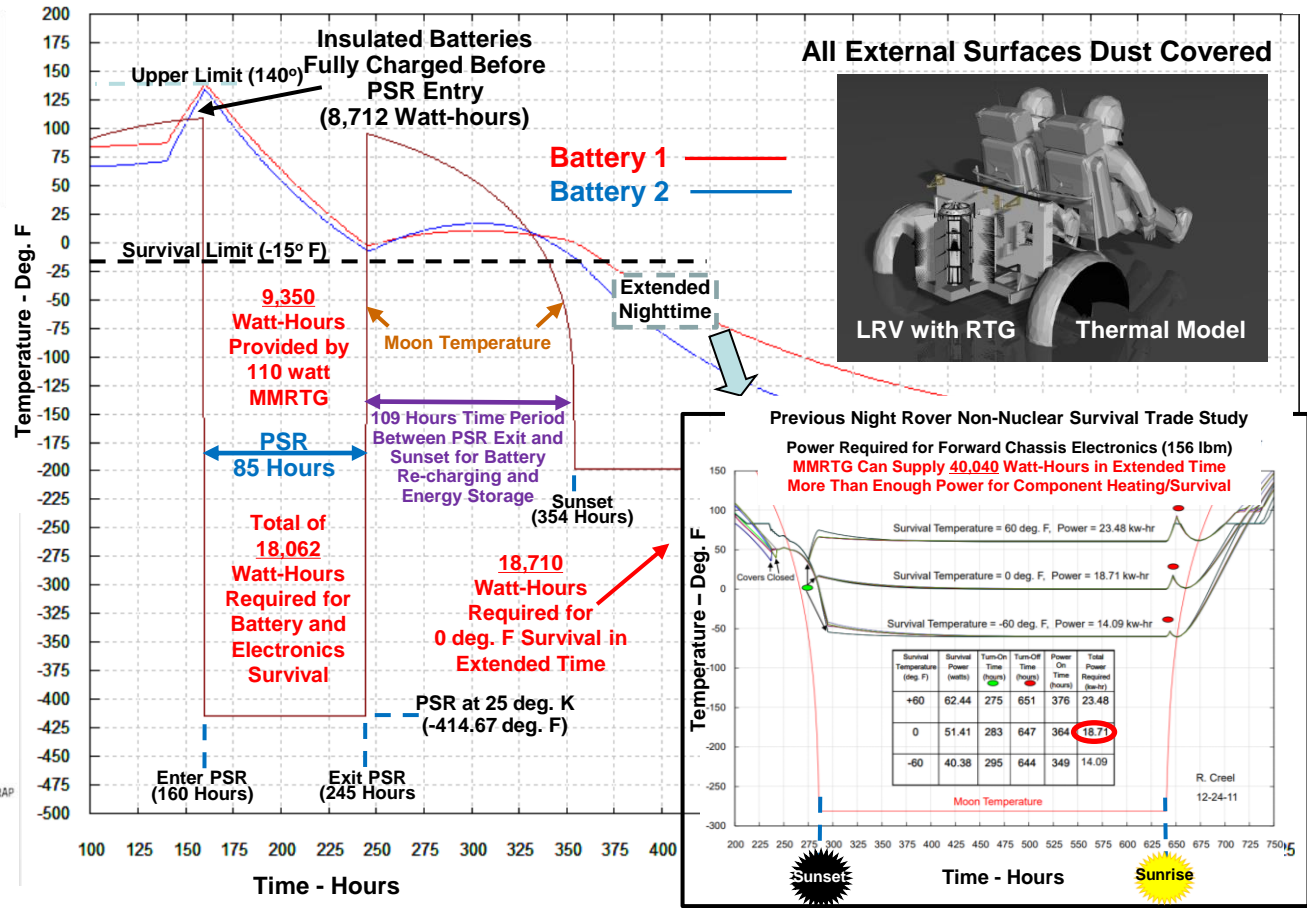 All External Surfaces Dust Covered
Insulated Batteries
Fully Charged Before
PSR Entry
(8,712 Watt-hours)
Upper Limit (140º)
Battery 1
Battery 2
LRV with RTG
Thermal Model
Survival Limit (-15º F)
9,350
Watt-Hours
Provided by
110 watt
MMRTG
Moon Temperature
Extended
Nighttime
PSR
85 Hours
109 Hours Time Period
Between PSR Exit and
Sunset for Battery
Re-charging and
Energy Storage
Sunset
(354 Hours)
Total of
18,062
Watt-Hours
Required for
Battery and
Electronics
Survival
18,710
Watt-Hours
Required for
0 deg. F Survival in
Extended Time
PSR at 25 deg. K
(-414.67 deg. F)
Enter PSR
(160 Hours)
Exit PSR
(245 Hours
Temperature - Deg. F
200
175
150
125
100
75
50
25
0
-25
-50
-75
-100
-125
-150
-175
-200
-225
-250
-275
-300
-325
-350
-375
-400
-425
-450
-475
-500
RAP
100 125 150 175 200 225 250 275 300 325 350 375 400
Time - Hours
Previous Night Rover Non-Nuclear Survival Trade Study
Power Required for Forward Chassis Electronics (156 lbm)
MMRTG Can Supply 40,040 Watt-Hours in Extended Time
More Than Enough Power for Component Heating/Survival
Temperature – Deg. F
150
100
50
0
-50
-100
-150
-200
-250
-300
Survival Temperature = 60 deg. F, Power = 23.48 kw-hr
Covers Closed
Survival Temperature = 0 deg. F, Power = 18.71 kw-hr
Survival Temperature = -60 deg. F, Power = 14.09 kw-hr
Survival Temperature (deg. F) Survival Power (watts) Turn-On Time (hours) Turn-Off Time (hours) Power On Time (hours) Total Power Required (kw-hr)
+60 62.44 275 651 376 23.48
0 51.41 283 647 364 18.71
-60 40.38 295 644 349 14.09
R. Creel
12-24-11
Moon Temperature
200 225 250 275 300 325 350 375 400 425 450 475 500 525 550 575 600 625 650 675 700 725 750
5
Sunset
Time - Hours
Sunrise